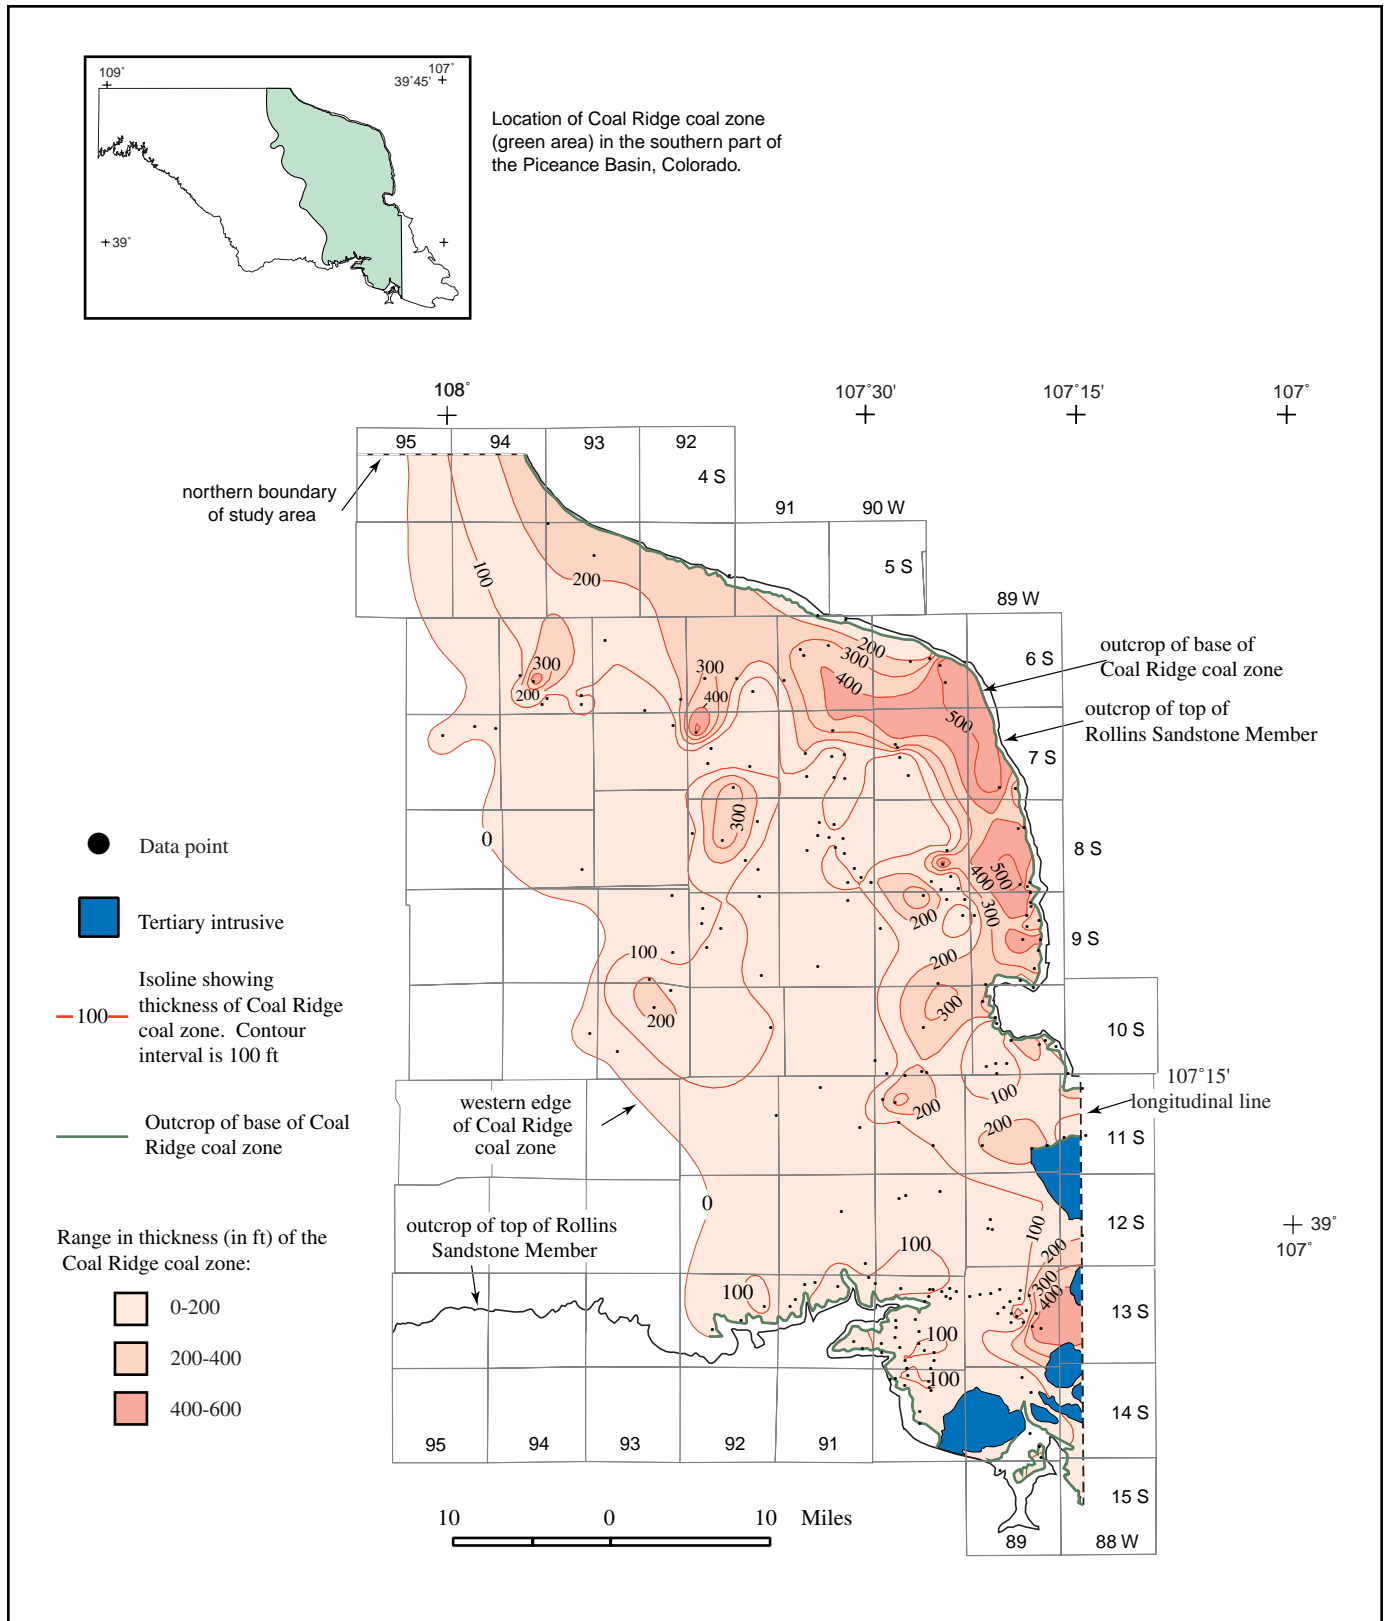 109°
107°
39°45'
39°
Location of Coal Ridge coal zone
(green area) in the southern part of
the Piceance Basin, Colorado.
108°
107°30'
107°15'
107°
95
94
93
92
4 S
northern boundary
of study area
91
90 W
5 S
100
200
89 W
200
300
6 S
outcrop of base of
Coal Ridge coal zone
300
300
400
200
400
500
outcrop of top of
Rollins Sandstone Member
7 S
300
0
Data point
8 S
400
500
Tertiary intrusive
200
300
9 S
100
200
Isoline showing
thickness of Coal Ridge
coal zone. Contour
interval is 100 ft
100
200
300
10 S
107°15'
longitudinal line
100
western edge
of Coal Ridge
coal zone
200
200
11 S
Outcrop of base of Coal
Ridge coal zone
0
12 S
39°
107°
100
200
outcrop of top of Rollins
Sandstone Member
100
Range in thickness (in ft) of the
Coal Ridge coal zone:
100
300
400
13 S
0-200
100
200-400
100
400-600
14 S
95
94
93
92
91
15 S
10
0
10
Miles
89
88 W